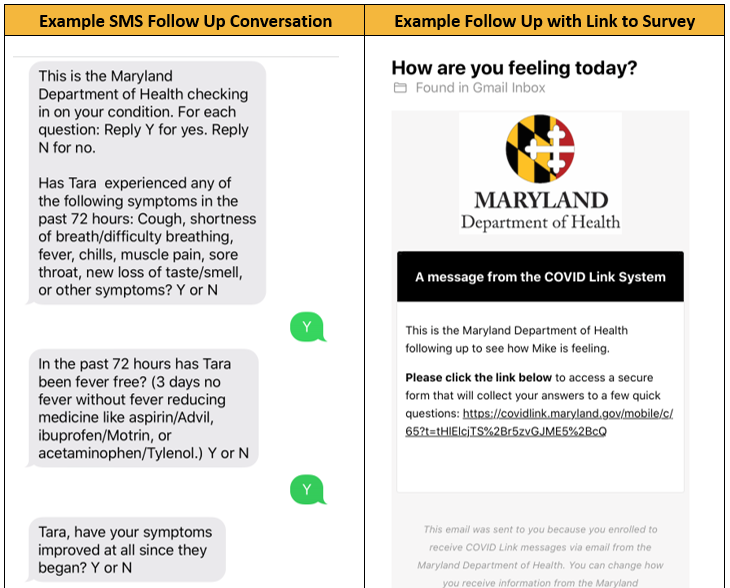 Example SMS Follow Up Conversation
This is the Maryland
Department of Health checking
in on your condition. For each
question: Reply Y for yes. Reply
N for no.
Has Tara  experienced any of
the following symptoms in the
past 72 hours: Cough, shortness
of breath/difficulty breathing,
fever, chills, muscle pain, sore
throat, new loss of taste/smell,
or other symptoms? Y or N
Y
In the past 72 hours has Tara
been fever free? (3 days no
fever without fever reducing
medicine like aspirin/Advil,
ibuprofen/Motrin, or
acetaminophen/Tylenol.) Y or N
Y
Tara, have your symptoms
improved at all since they
began? Y or N
Example Follow Up with Link to Survey
How are you feeling today?
Found in Gmail Inbox
MARYLAND
Department of Health
A message from the COVID Link System
This is the Maryland Department of Health
following up to see how Mike is feeling.
Please click the link below to access a secure
form that will collect your answers to a few quick
questions: https://covidlink.maryland.gov/mobile/c/
65?t=tHlElcjTS%2Br5zvGJME5%2BcQ
This email was sent to you because you enrolled to
receive COVID Link messages via email from the
Maryland Department of Health. You can change how
you receive information from the Maryland